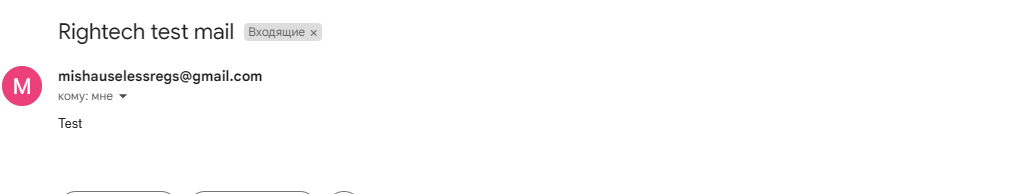 Rightech test mail Входящие ×
mishauselessregs@gmail.com
M
кому: мне
Test